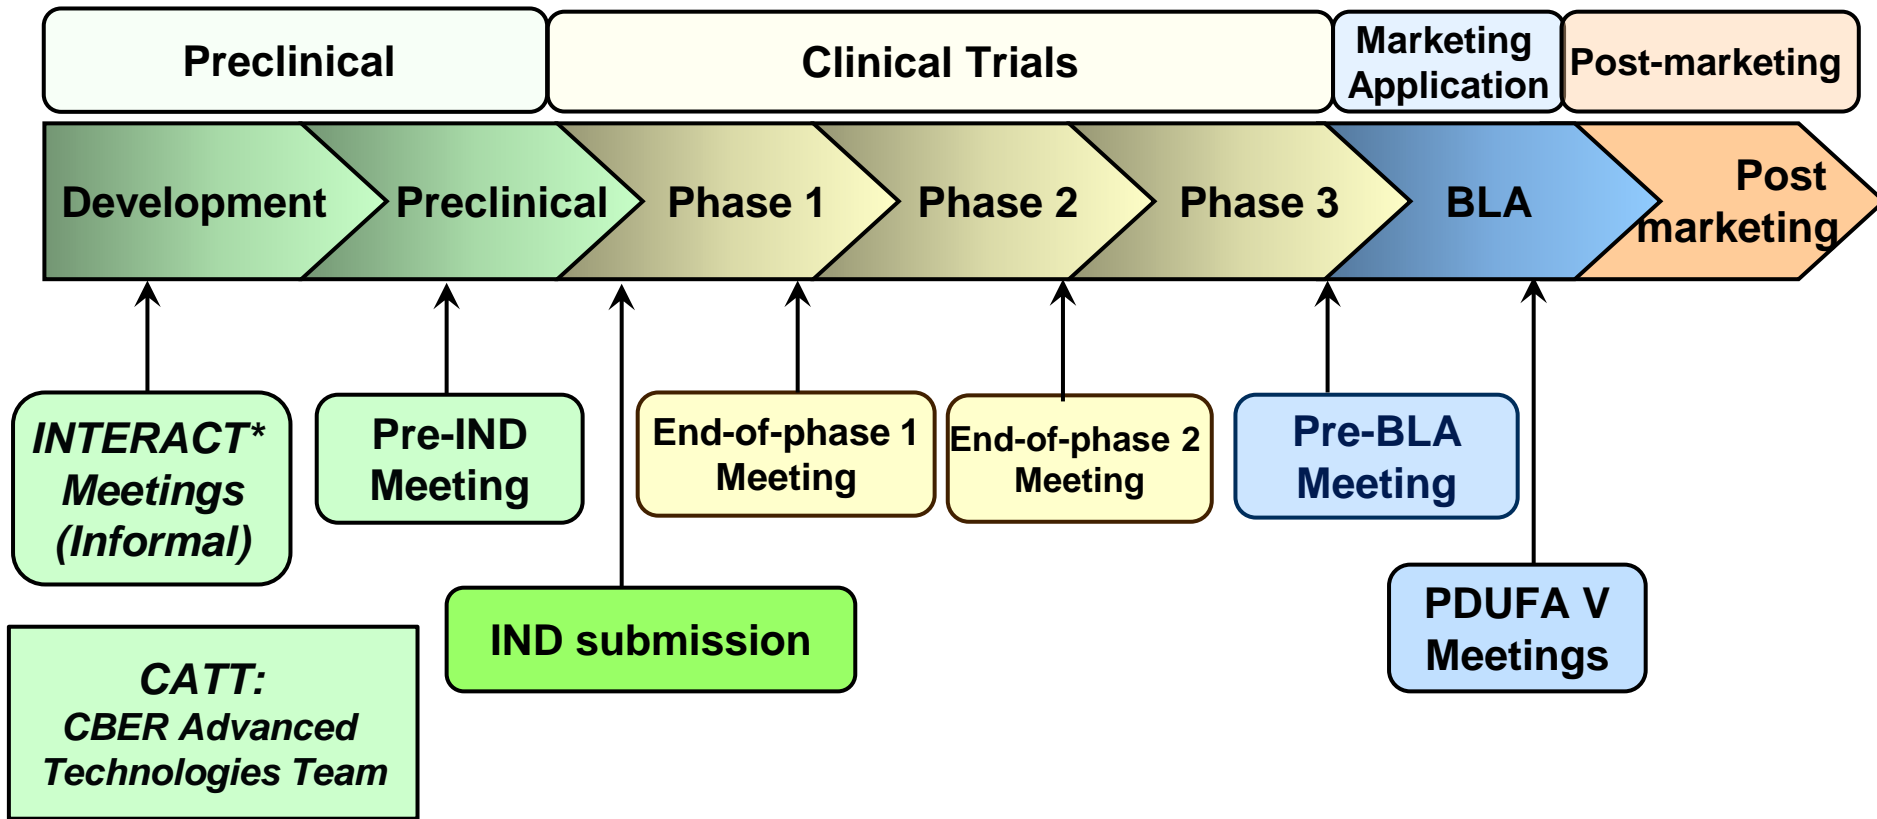 Preclinical
Clinical Trials
Marketing
Application
Post-marketing
Development
Preclinical
Phase 1
Phase 2
Phase 3
BLA
Post
marketing
INTERACT*
Meetings
(Informal)
Pre-IND
Meeting
End-of-phase 1
Meeting
End-of-phase 2
Meeting
Pre-BLA
Meeting
IND submission
PDUFA V
Meetings
CATT:
CBER Advanced
Technologies Team